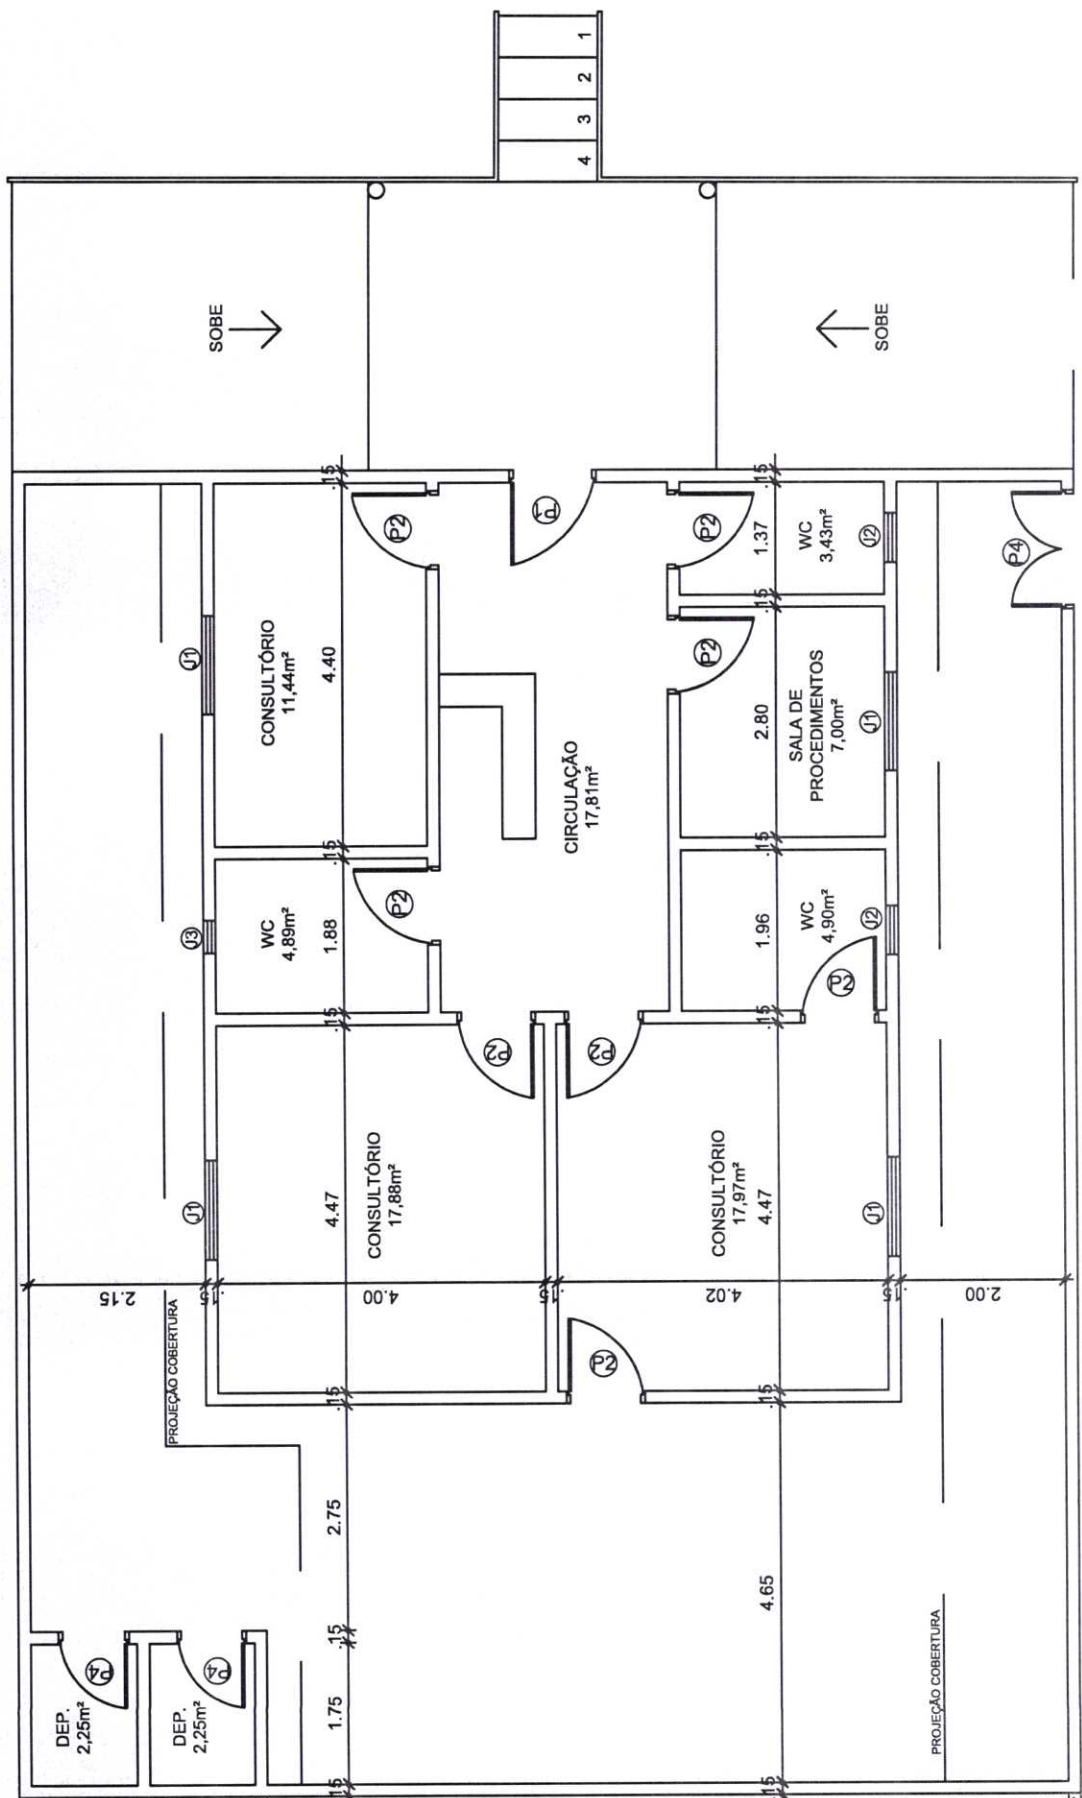 1
2
3
4
SOBE
SOBE
.15
.15
P2
P1
P2
1.37
WC
3,43m²
J2
P4
.15
J1
CONSULTÓRIO
11,44m²
4.40
P2
2.80
SALA DE
PROCEDIMENTOS
7,00m²
J1
CIRCULAÇÃO
17,81m²
.15
.15
J3
WC
4,89m²
1.88
P2
1.96
WC
4,90m²
J2
P2
.15
.15
P2
P2
J1
4.47
CONSULTÓRIO
17,88m²
CONSULTÓRIO
17,97m²
4.47
J1
2.15
.15
4.00
.15
4.02
.15
2.00
PROJEÇÃO COBERTURA
P2
.15
.15
2.75
4.65
.15
P4
P4
DEP.
2,25m²
DEP.
2,25m²
1.75
PROJEÇÃO COBERTURA
.15
.15